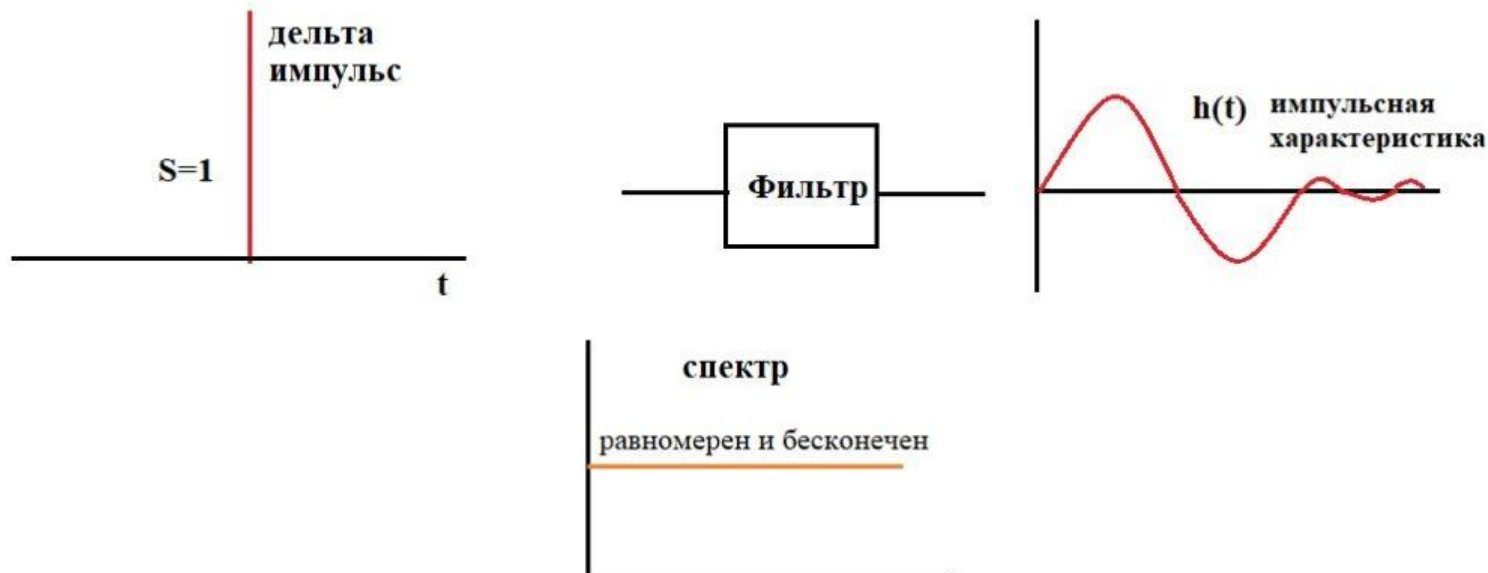 дельта
импульс
S=1
t
Фильтр
h(t) импульсная
характеристика
спектр
равномерен и бесконечен